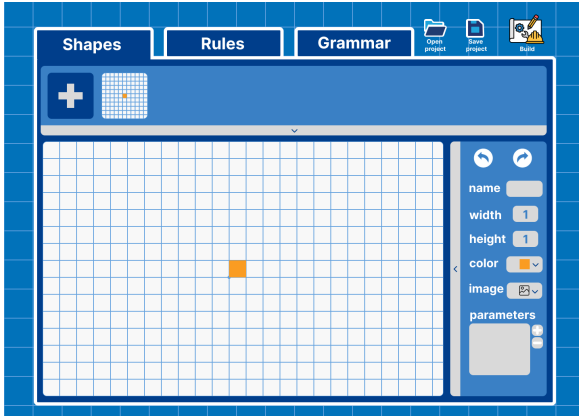 Shapes
Rules
Grammar
Open
project
Save
project
Build
name
width 1
height 1
color
image
parameters